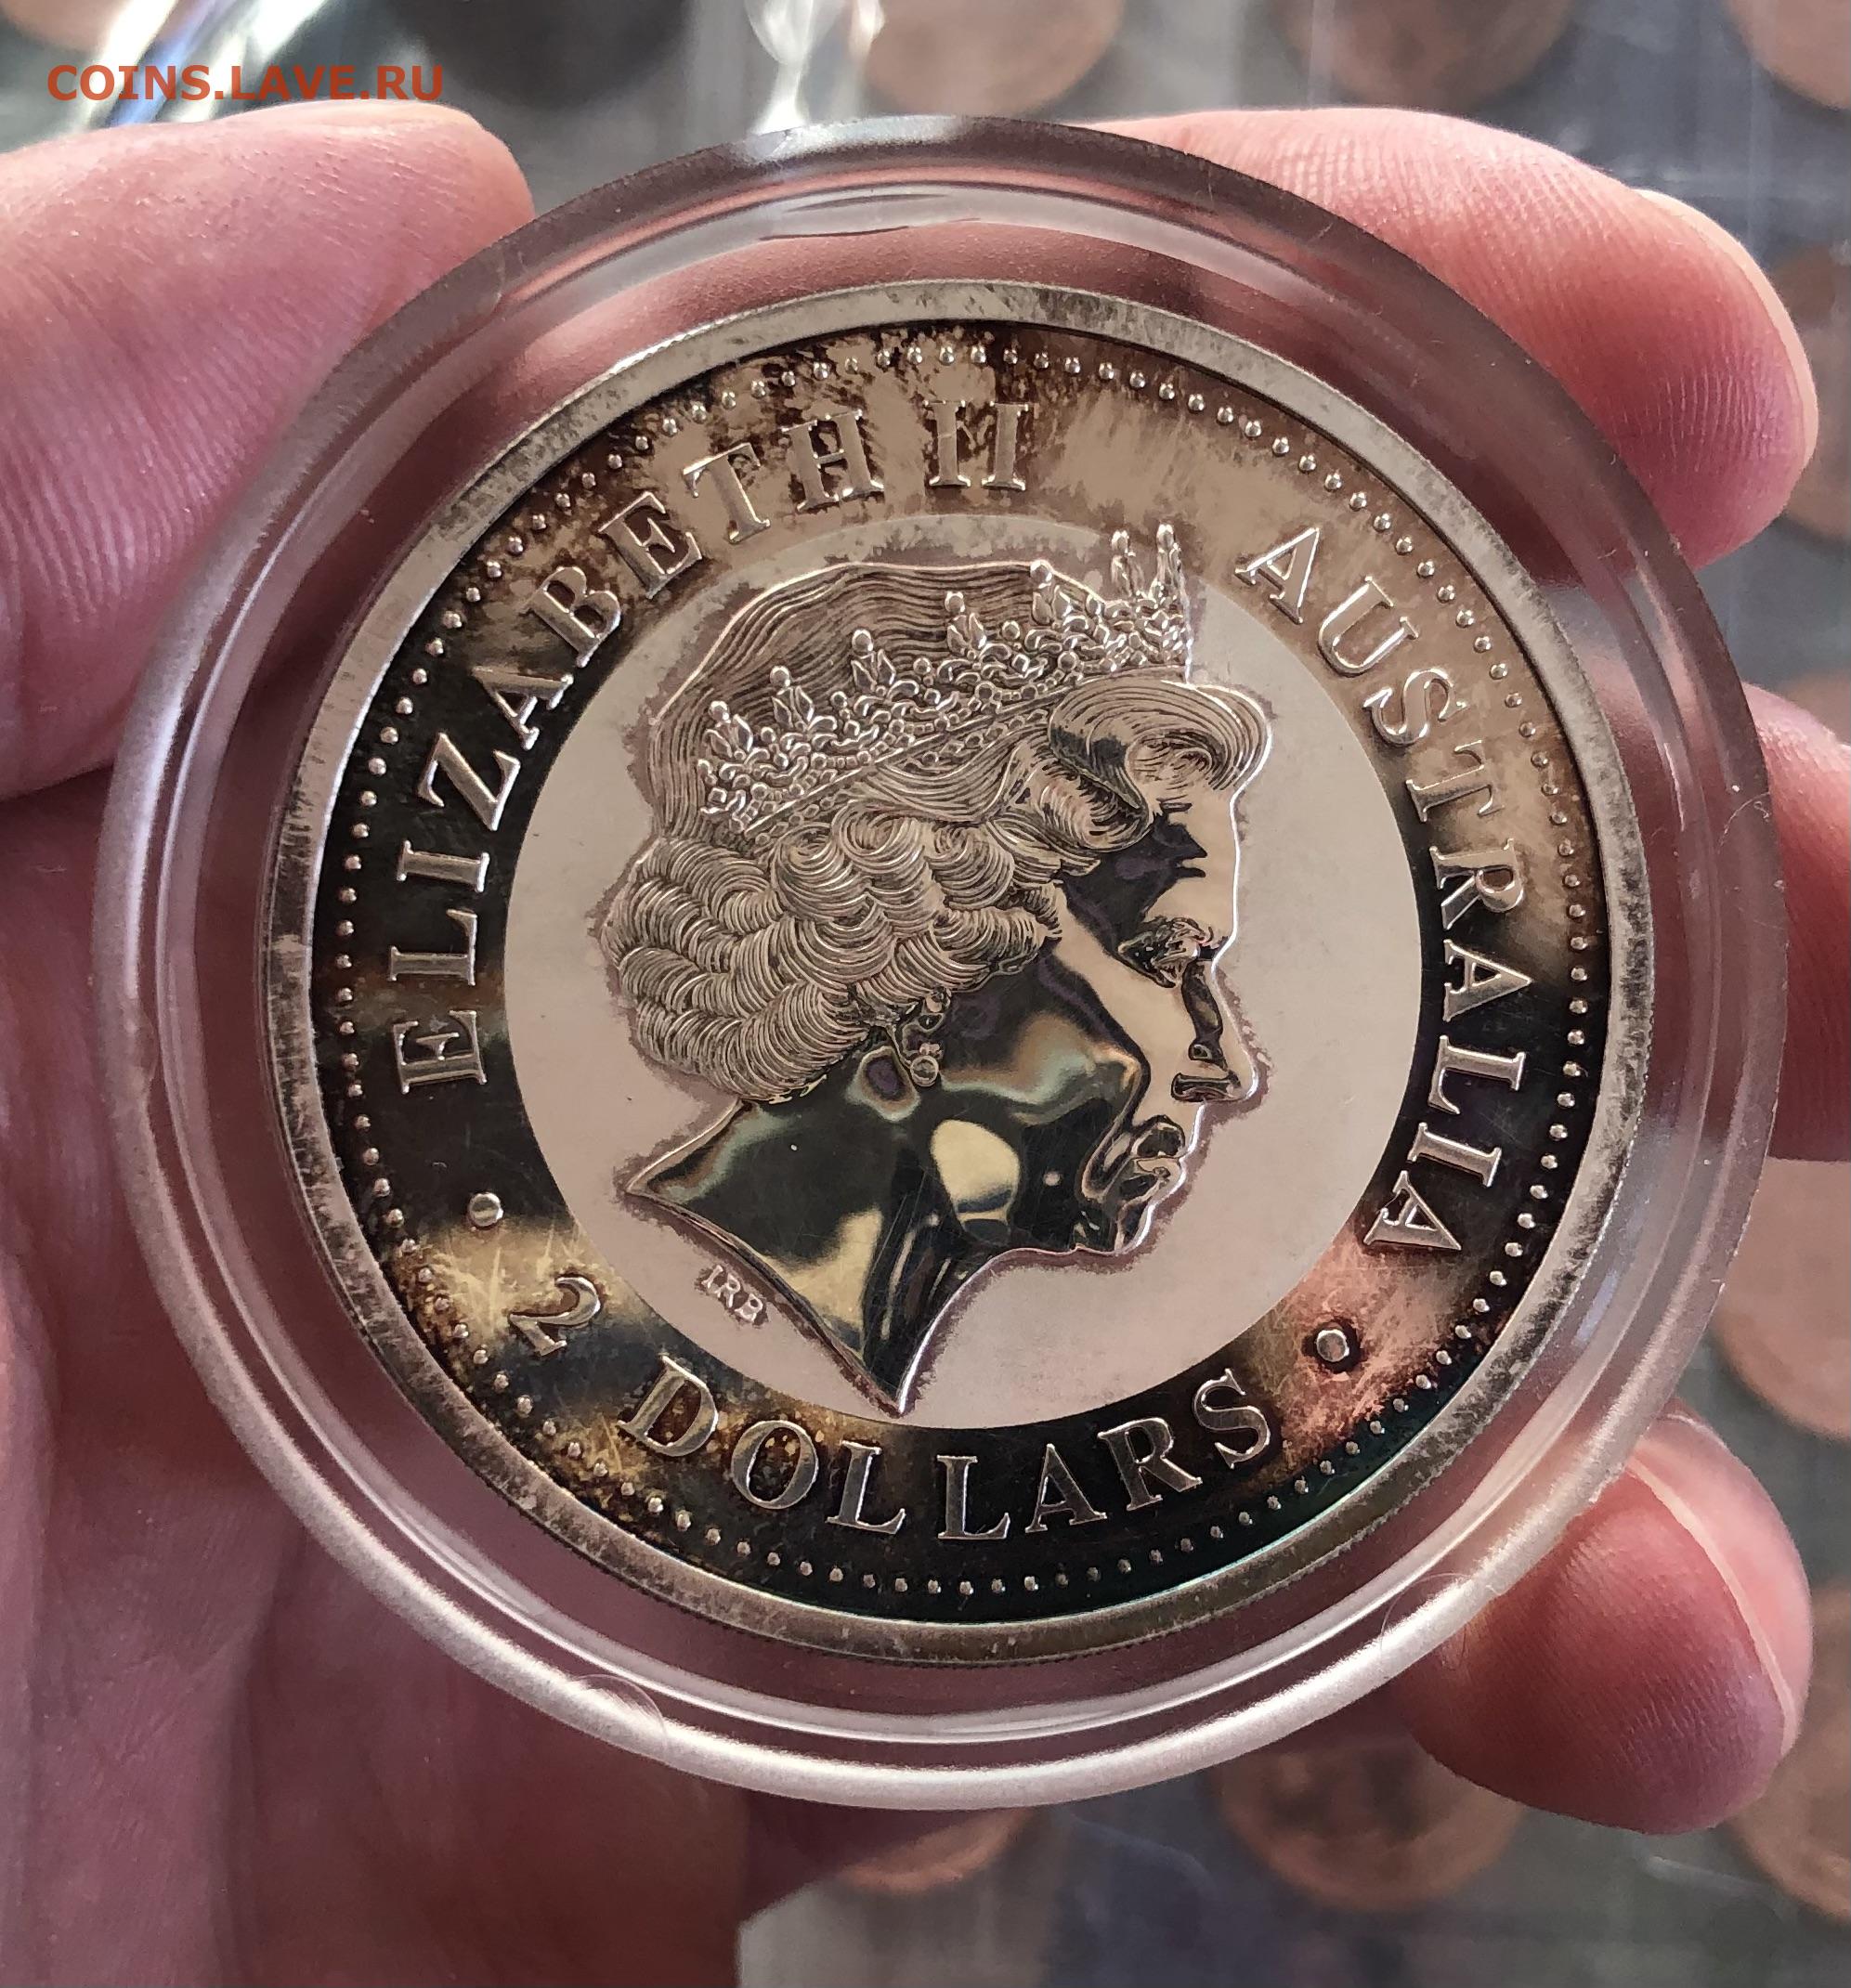 COINS.LAVE.RU
ELIZABETH II AUSTRALIA
2 DOLLARS
IRB